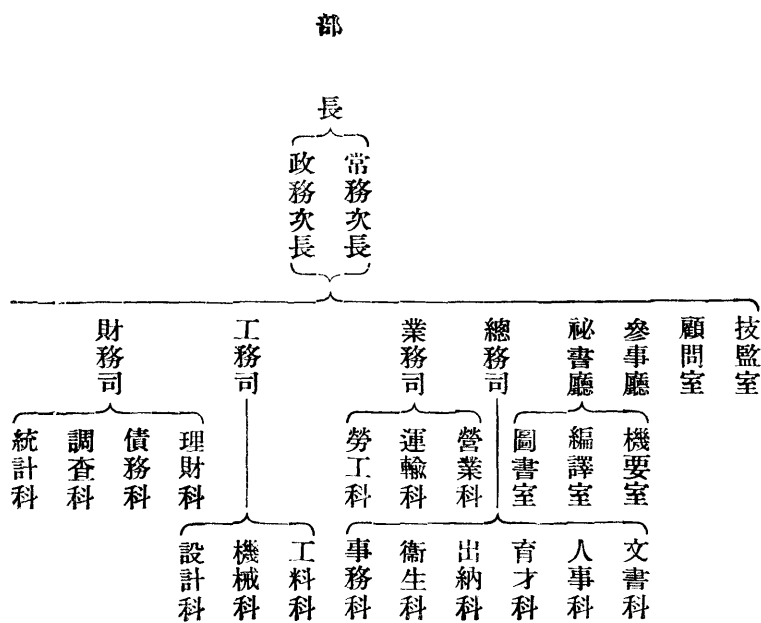 部長
常務次長
政務次長
技監室
顧問室
參事廳
祕書廳
總務司
業務司
工務司
財務司
機要室
編譯室
圖書室
營業科
運輸科
勞工科
理財科
債務科
調查科
統計科
文書科
人事科
育才科
出納科
衞生科
事務科
工料科
機械科
設計科